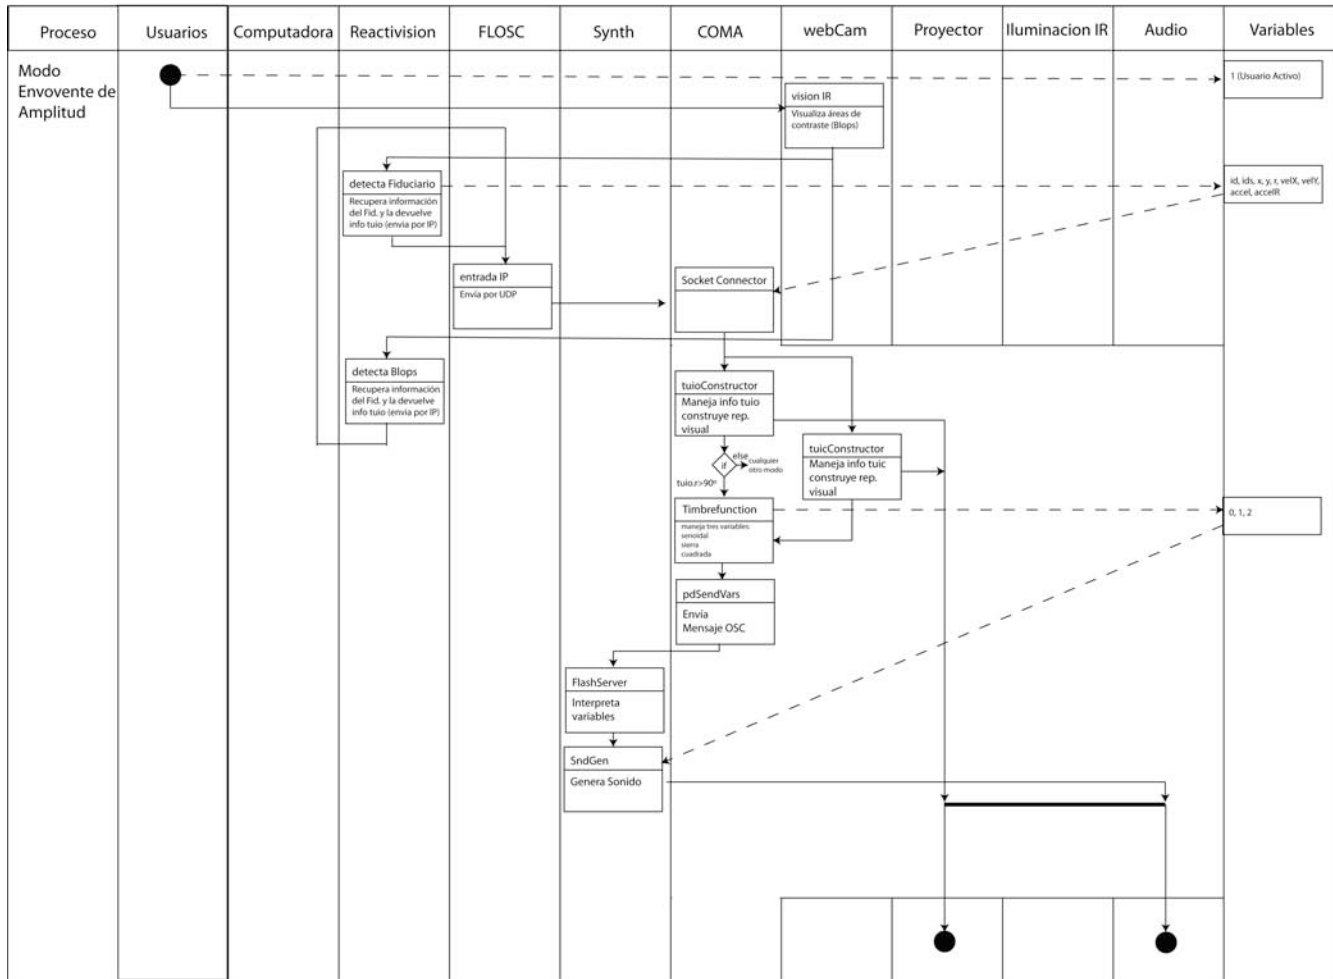 Proceso
Usuarios
Computadora
Reactivision
FLOSC
Synth
COMA
webCam
Proyector
Iluminacion IR
Audio
Variables
Modo
Envovente de
Amplitud
1 (Usuario Activo)
vision IR
Visualiza áreas de
contraste (Blops)
detecta Fiduciario
Recupera información
del Fid. y la devuelve
info tuio (envia por IP)
id, ids, x, y, r, velX, velY,
accel, accelR
entrada IP
Envía por UDP
Socket Connector
detecta Blops
Recupera información
del Fid. y la devuelve
info tuio (envia por IP)
tuioConstructor
Maneja info tuio
construye rep.
visual
tuicConstructor
Maneja info tuic
construye rep.
visual
if
else
cualquier
otro modo
tuio.r>90º
Timbrefunction
maneja tres variables
senoidal
sierra
cuadrada
0, 1, 2
pdSendVars
Envía
Mensaje OSC
FlashServer
Interpreta
variables
SndGen
Genera Sonido